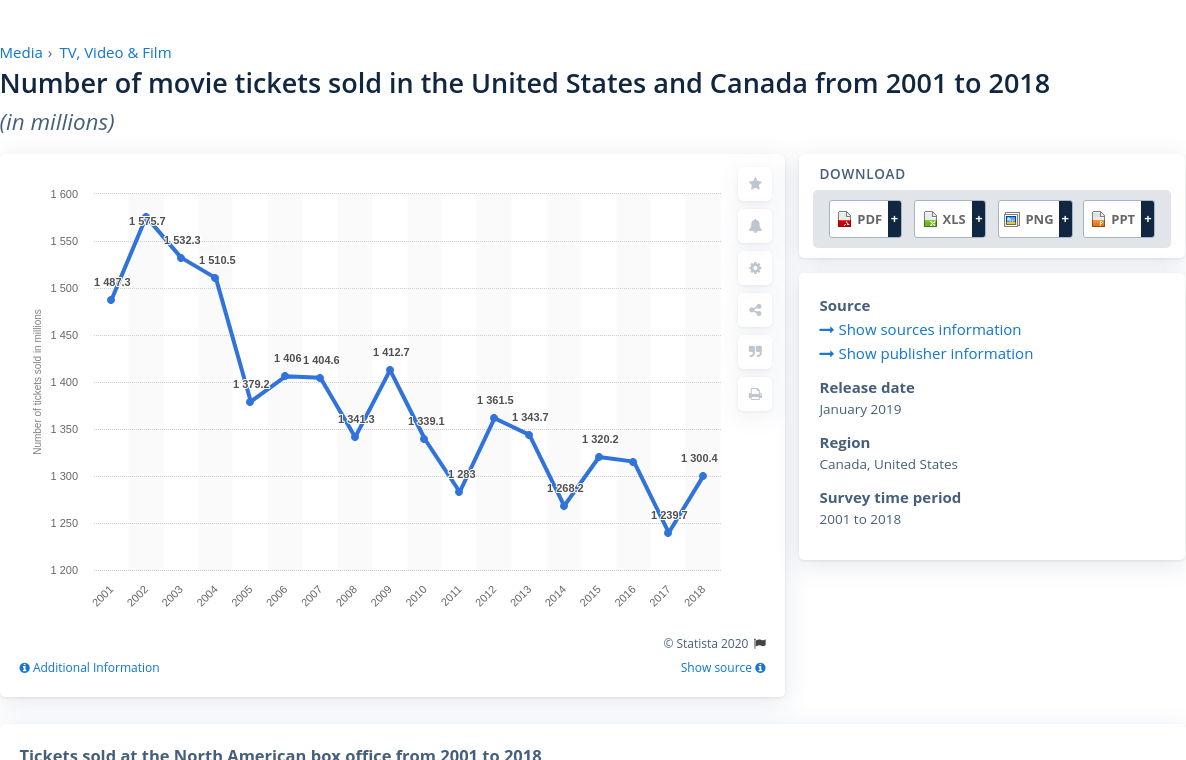 Media › TV, Video & Film
Number of movie tickets sold in the United States and Canada from 2001 to 2018
(in millions)
Number of tickets sold in millions
1 600
1 550
1 500
1 450
1 400
1 350
1 300
1 250
1 200
1 487.3
1 575.7
1 532.3
1 510.5
1 379.2
1 406
1 404.6
1 341.3
1 412.7
1 339.1
1 283
1 361.5
1 343.7
1 268.2
1 320.2
1 239.7
1 300.4
2001
2002
2003
2004
2005
2006
2007
2008
2009
2010
2011
2012
2013
2014
2015
2016
2017
2018
© Statista 2020
Additional Information
Show source
DOWNLOAD
PDF + XLS + PNG + PPT +
Source
Show sources information
Show publisher information
Release date
January 2019
Region
Canada, United States
Survey time period
2001 to 2018
Tickets sold at the North American box office from 2001 to 2018